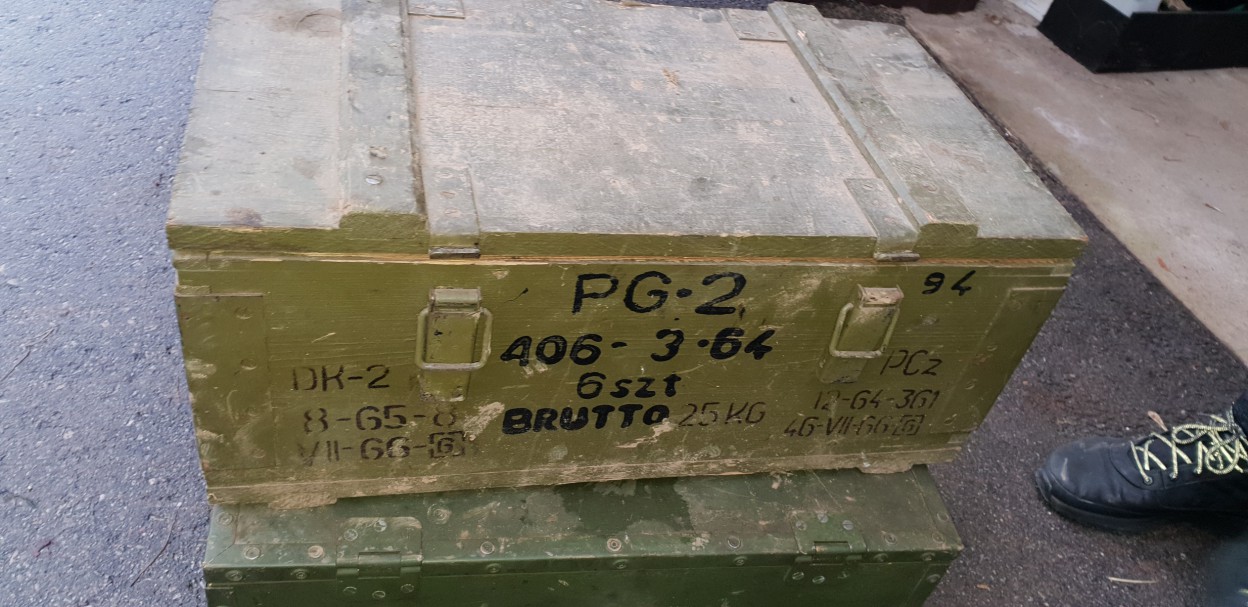 PG-2
94
406-3·64
6szt
BRUTTO 25KG
DK-2
8-65-8
VII-66-G
PCz
12-64-361
46-VII-66 G